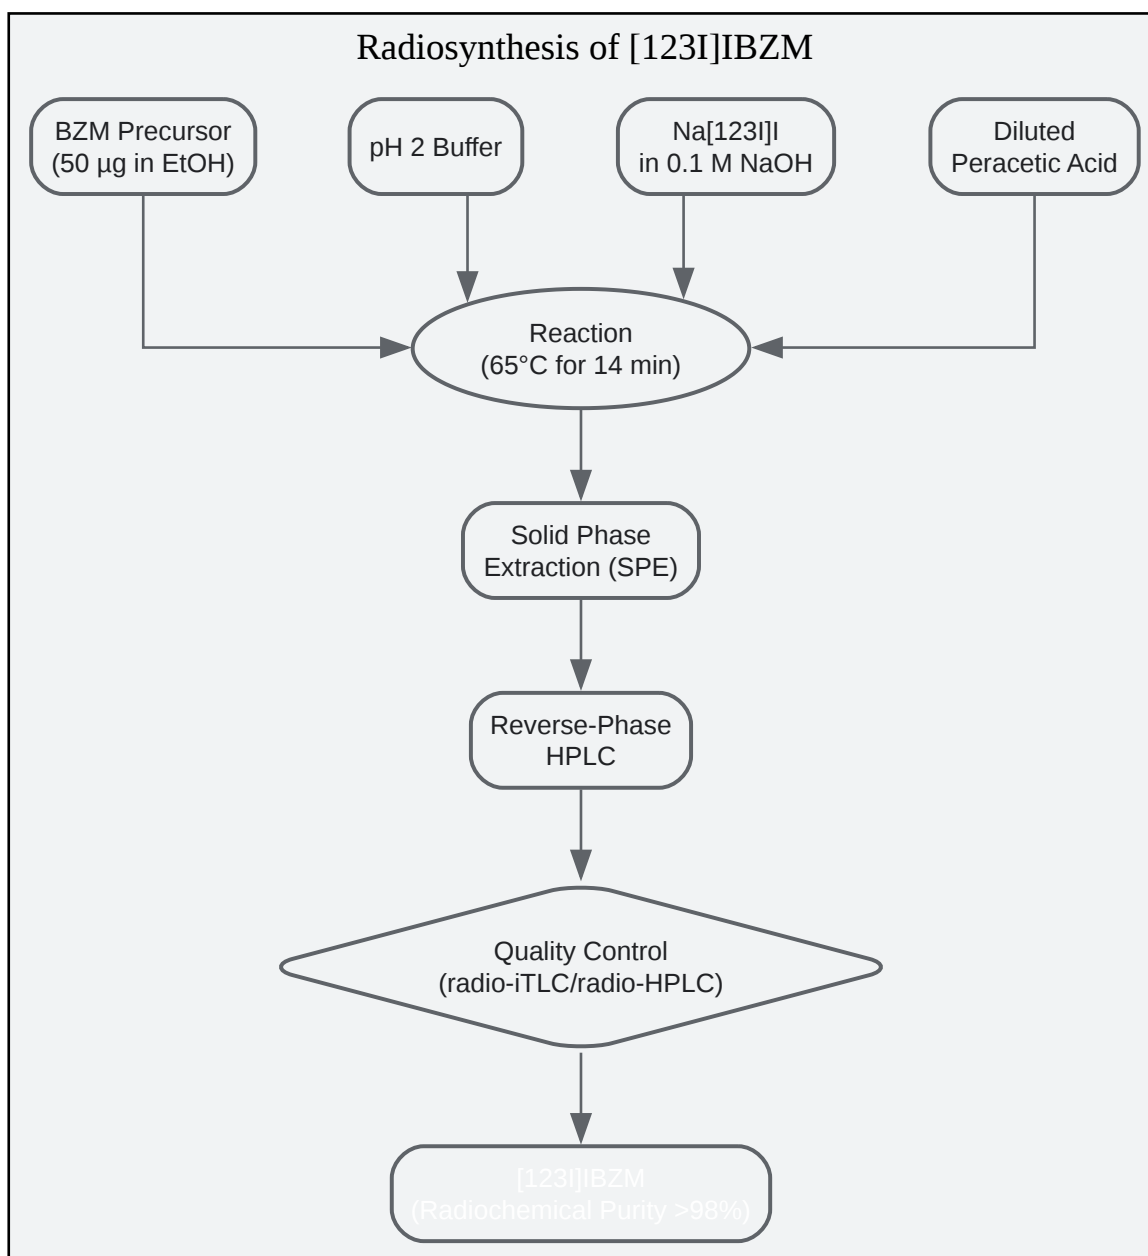 Radiosynthesis of [123I]IBZM
BZM Precursor
(50 µg in EtOH)
pH 2 Buffer
Na[123I]I
in 0.1 M NaOH
Diluted
Peracetic Acid
Reaction
(65°C for 14 min)
Solid Phase
Extraction (SPE)
Reverse-Phase
HPLC
Quality Control
(radio-iTLC/radio-HPLC)
[123I]IBZM
(Radiochemical Purity >98%)